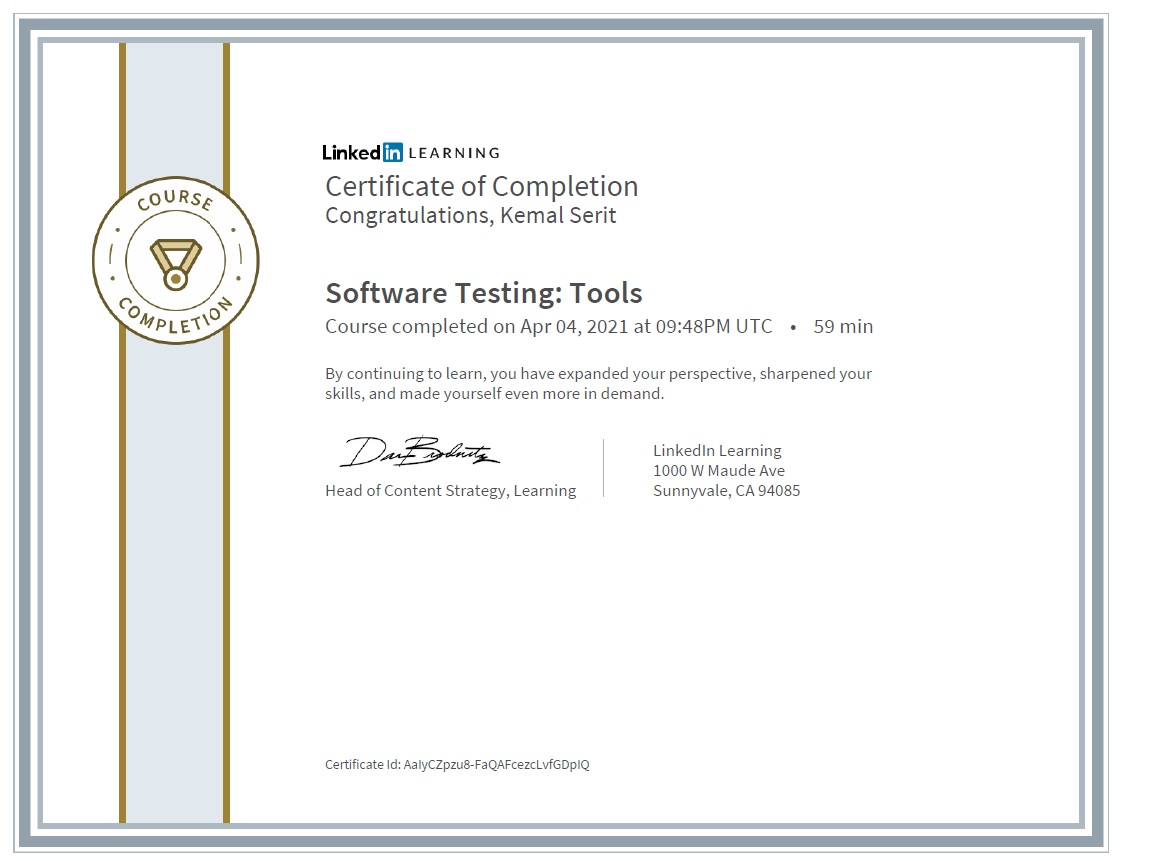 COURSE
COMPLETION
Linkedin LEARNING
Certificate of Completion
Congratulations, Kemal Serit
Software Testing: Tools
Course completed on Apr 04, 2021 at 09:48PM UTC • 59 min
By continuing to learn, you have expanded your perspective, sharpened your
skills, and made yourself even more in demand.
Head of Content Strategy, Learning
LinkedIn Learning
1000 W Maude Ave
Sunnyvale, CA 94085
Certificate Id: AaIyCZpzu8-FaQAFcezcLvfGDpIQ